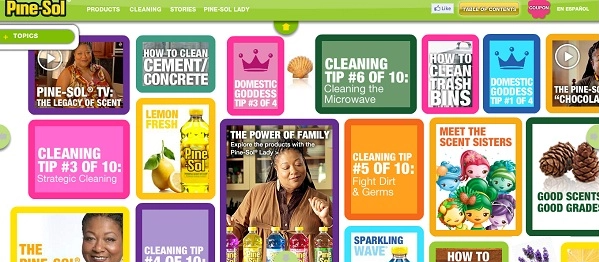 Pine-Sol
PRODUCTS
CLEANING
STORIES
PINE-SOL LADY
Like
TABLE OF CONTENTS
COUPON
EN ESPAÑOL
+ TOPICS
PINE-SOL® TV:
THE LEGACY OF SCENT
HOW TO CLEAN
CEMENT/
CONCRETE
DOMESTIC
GODDESS
TIP #3 OF 4
CLEANING
TIP #6 OF 10:
Cleaning the
Microwave
HOW TO
CLEAN
TRASH
BINS
DOMESTIC
GODDESS
TIP #1 OF 4
THE PINE-SO
"CHOCOLA
CLEANING
TIP #3 OF 10:
Strategic Cleaning
LEMON
FRESH
Pine
Sol
THE POWER OF FAMILY
Explore the products with the
Pine-Sol® Lady >
CLEANING TIP
#5 OF 10:
Fight Dirt
& Germs
MEET THE
SCENT SISTERS
GOOD SCENTS
GOOD GRADES
THE
PINE-SOL®
CLEANING
TIP #4 OF 10:
SPARKLING
WAVE
HOW TO